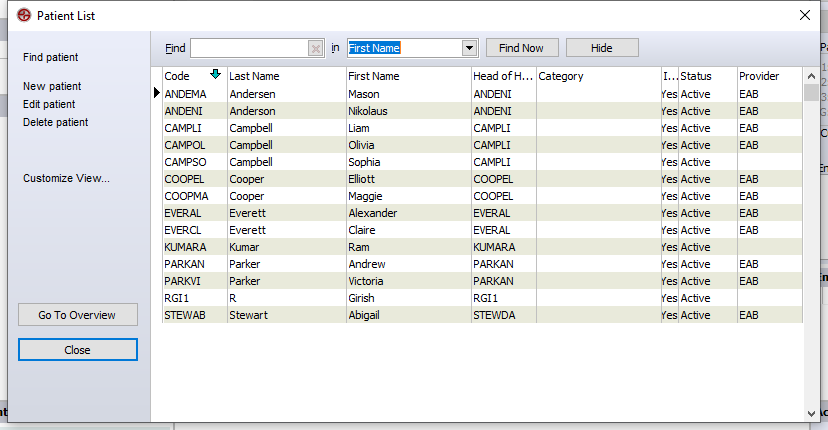 Patient List
Find patient
New patient
Edit patient
Delete patient
Customize View...
Go To Overview
Close
Find in First Name Find Now Hide
Code Last Name First Name Head of H... Category I... Status Provider
ANDEMA Andersen Mason ANDENI Yes Active EAB
ANDENI Anderson Nikolaus ANDENI Yes Active EAB
CAMPLI Campbell Liam CAMPLI Yes Active EAB
CAMPOL Campbell Olivia CAMPLI Yes Active EAB
CAMPSO Campbell Sophia CAMPLI Yes Active
COOPEL Cooper Elliott COOPEL Yes Active EAB
COOPMA Cooper Maggie COOPEL Yes Active EAB
EVERAL Everett Alexander EVERAL Yes Active EAB
EVERCL Everett Claire EVERAL Yes Active EAB
KUMARA Kumar Ram KUMARA Yes Active
PARKAN Parker Andrew PARKAN Yes Active EAB
PARKVI Parker Victoria PARKAN Yes Active EAB
RGI1 R Girish RGI1 Yes Active
STEWAB Stewart Abigail STEWDA Yes Active EAB